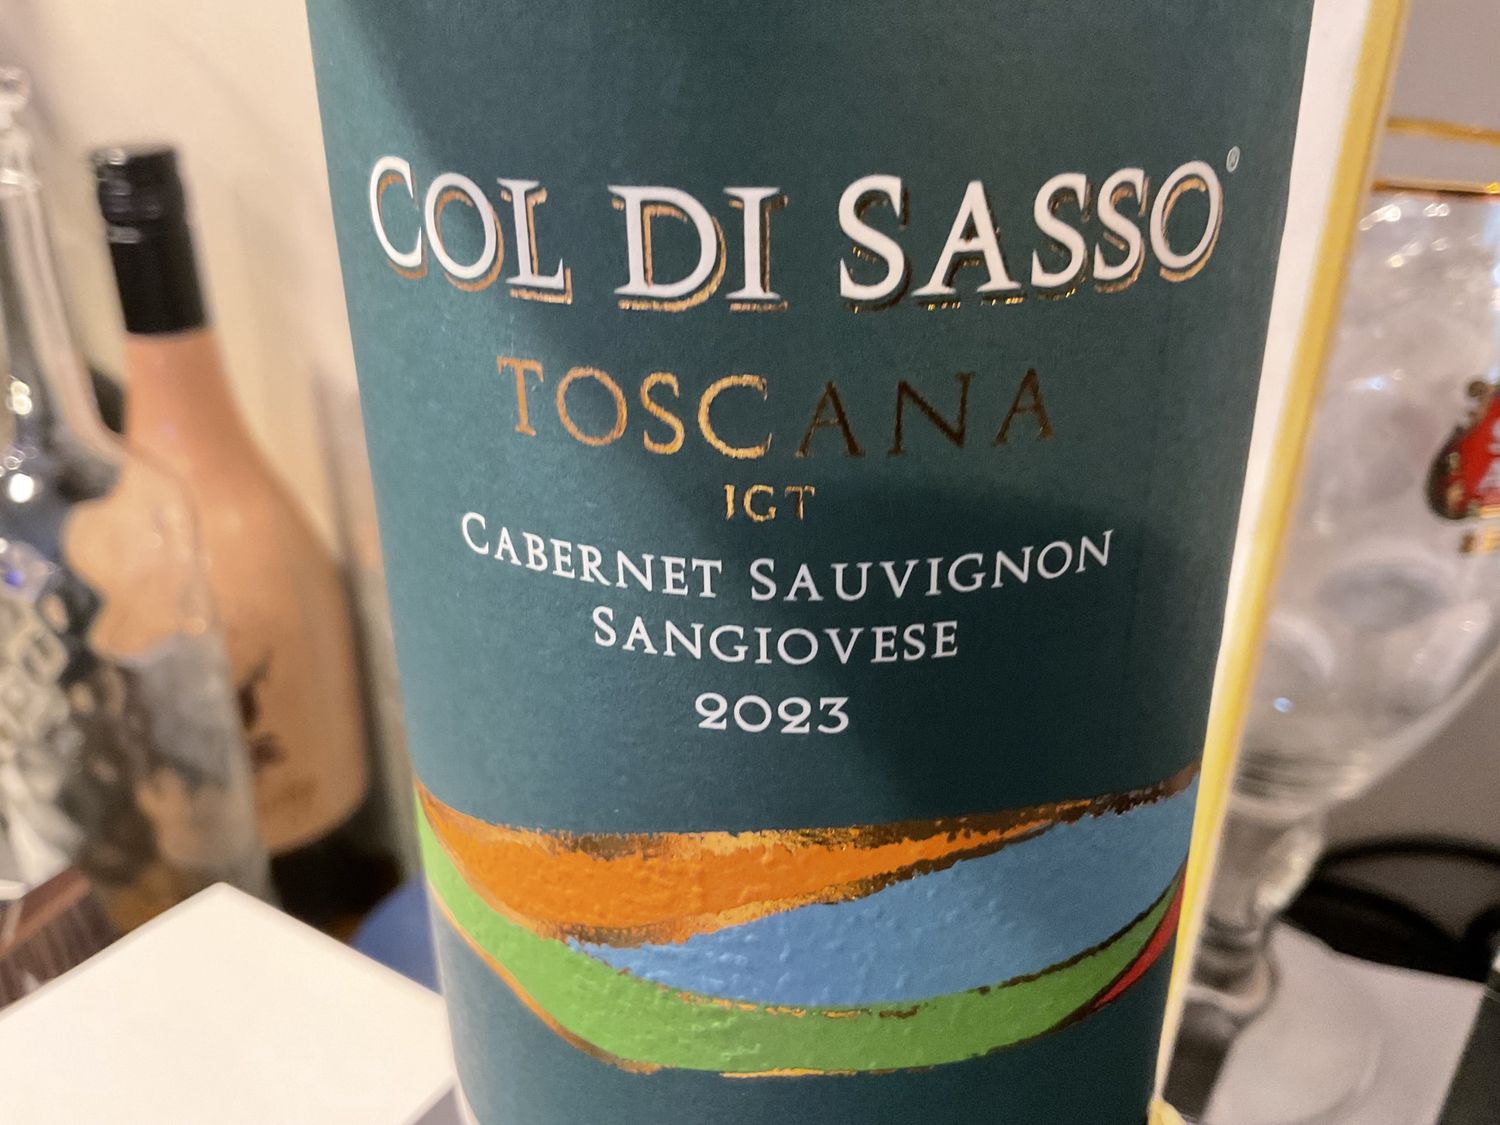 COL DI SASSO®
TOSCANA
IGT
CABERNET SAUVIGNON
SANGIOVESE
2023